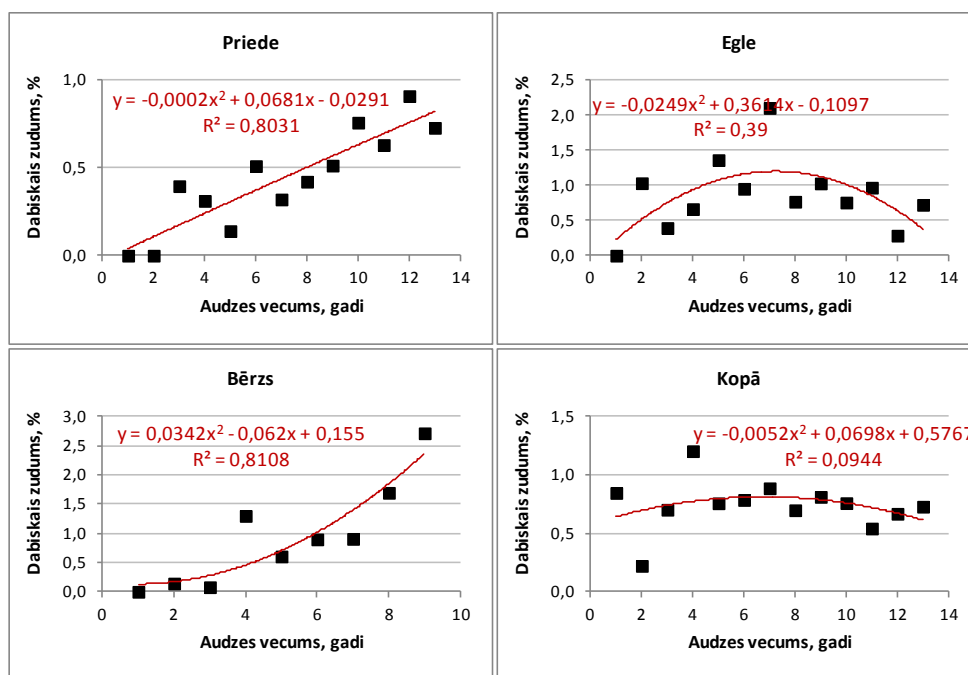 Priede
Dabiskais zudums, %
1,0
0,5
0,0
y = -0,0002x² + 0,0681x - 0,0291
R² = 0,8031
0 2 4 6 8 10 12 14
Audzes vecums, gadi
Egle
Dabiskais zudums, %
2,5
2,0
1,5
1,0
0,5
0,0
y = -0,0249x² + 0,3614x - 0,1097
R² = 0,39
0 2 4 6 8 10 12 14
Audzes vecums, gadi
Bērzs
Dabiskais zudums, %
3,0
2,5
2,0
1,5
1,0
0,5
0,0
y = 0,0342x² - 0,062x + 0,155
R² = 0,8108
0 2 4 6 8 10
Audzes vecums, gadi
Kopā
Dabiskais zudums, %
1,5
1,0
0,5
0,0
y = -0,0052x² + 0,0698x + 0,5767
R² = 0,0944
0 2 4 6 8 10 12 14
Audzes vecums, gadi